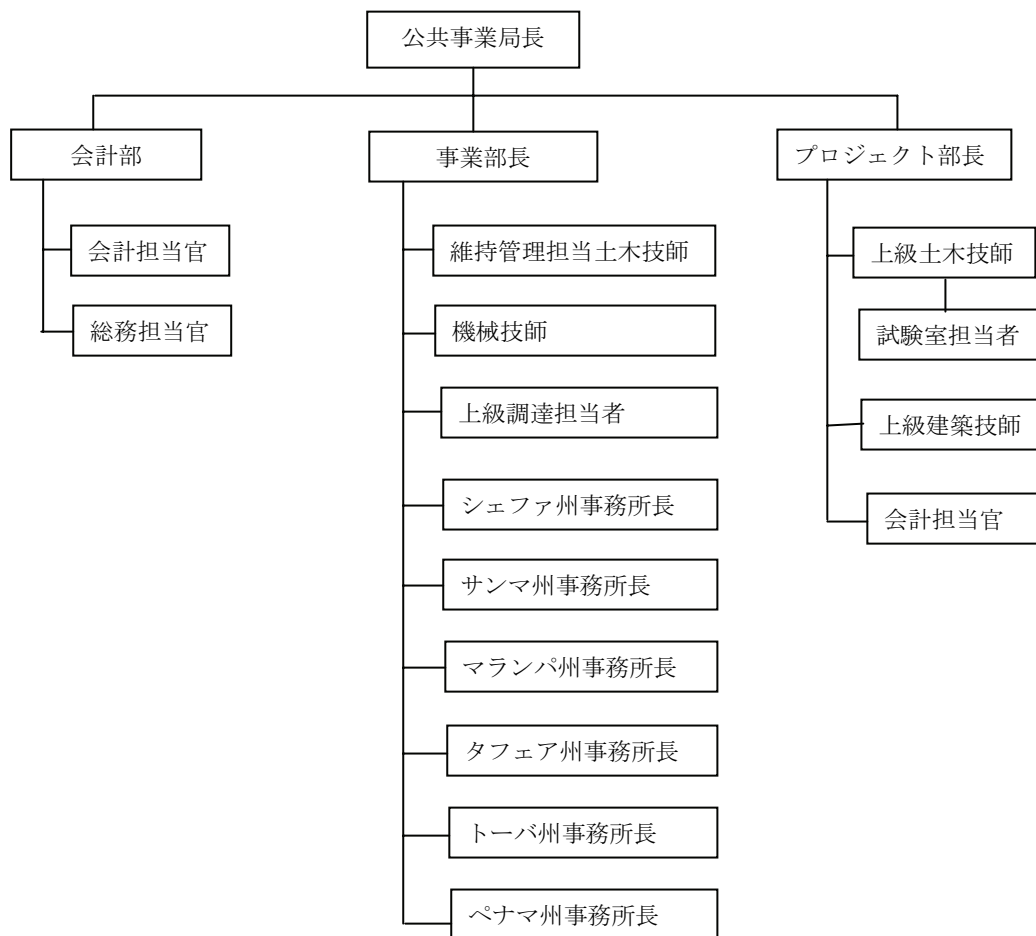 公共事業局長
会計部
事業部長
プロジェクト部長
会計担当官
総務担当官
維持管理担当土木技師
機械技師
上級調達担当者
シェファ州事務所長
サンマ州事務所長
マランパ州事務所長
タフェア州事務所長
トーバ州事務所長
ペナマ州事務所長
上級土木技師
試験室担当者
上級建築技師
会計担当官